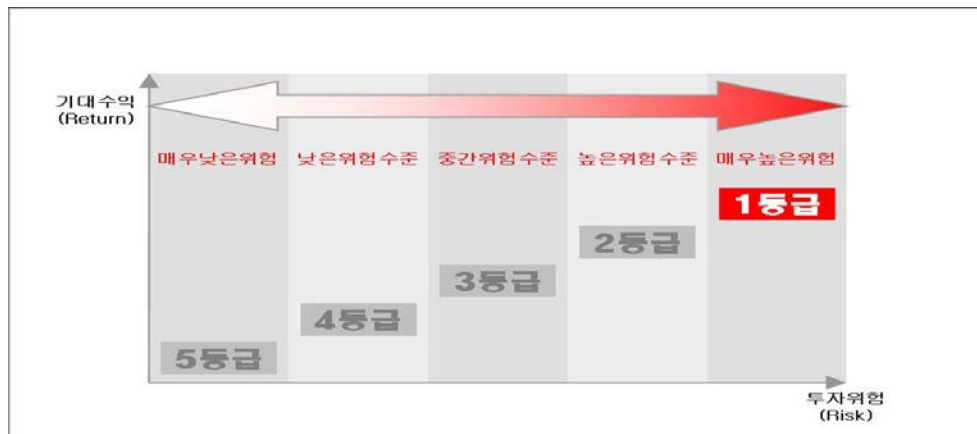 기대수익
(Return)
매우낮은위험 낮은위험수준 중간위험수준 높은위험수준 매우높은위험
1등급
2등급
3등급
4등급
5등급
투자위험
(Risk)